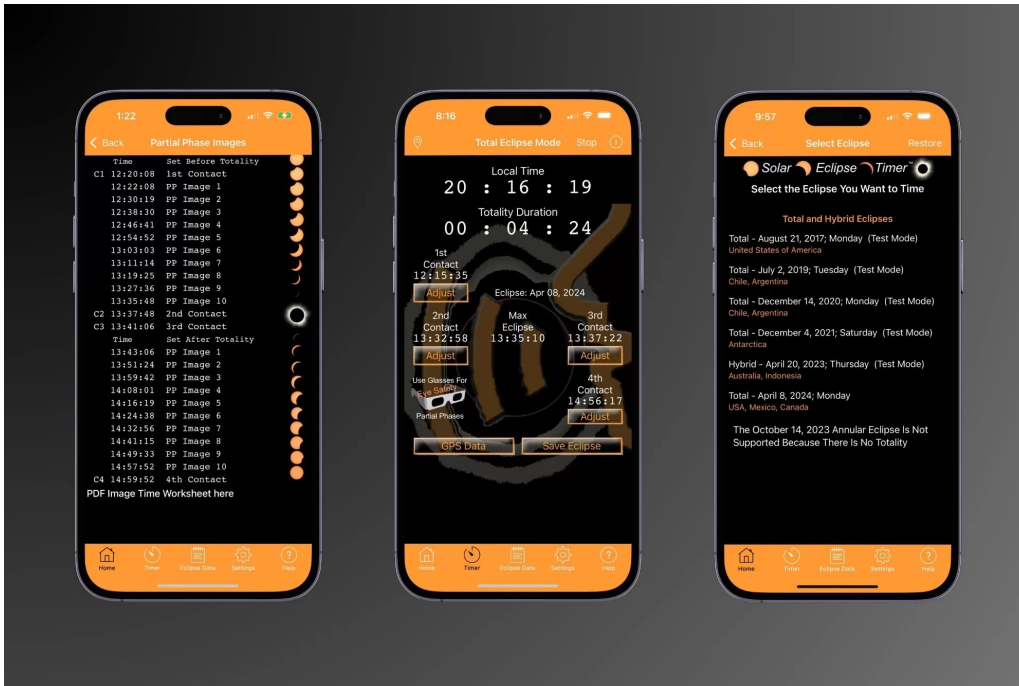 1:22
Back Partial Phase Images
Time Set Before Totality
C1 12:20:08 1st Contact
12:22:08 PP Image 1
12:30:19 PP Image 2
12:38:30 PP Image 3
12:46:41 PP Image 4
12:54:52 PP Image 5
13:03:03 PP Image 6
13:11:14 PP Image 7
13:19:25 PP Image 8
13:27:36 PP Image 9
13:35:48 PP Image 10
C2 13:37:48 2nd Contact
C3 13:41:06 3rd Contact
Time Set After Totality
13:43:06 PP Image 1
13:51:24 PP Image 2
13:59:42 PP Image 3
14:08:01 PP Image 4
14:16:19 PP Image 5
14:24:38 PP Image 6
14:32:56 PP Image 7
14:41:15 PP Image 8
14:49:33 PP Image 9
14:57:52 PP Image 10
C4 14:59:52 4th Contact
PDF Image Time Worksheet here
Home Timer Eclipse Data Settings Help
8:16
Total Eclipse Mode Stop
Local Time
20 : 16 : 19
Totality Duration
00 : 04 : 24
1st
Contact
12:15:35
Adjust
Eclipse: Apr 08, 2024
2nd Max 3rd
Contact Eclipse Contact
13:32:58 13:35:10 13:37:22
Adjust Adjust
Use Glasses For
Eye Safety
Partial Phases
4th
Contact
14:56:17
Adjust
GPS Data Save Eclipse
Home Timer Eclipse Data Settings Help
9:57
Back Select Eclipse Restore
Solar Eclipse Timer™
Select the Eclipse You Want to Time
Total and Hybrid Eclipses
Total - August 21, 2017; Monday (Test Mode)
United States of America
Total - July 2, 2019; Tuesday (Test Mode)
Chile, Argentina
Total - December 14, 2020; Monday (Test Mode)
Chile, Argentina
Total - December 4, 2021; Saturday (Test Mode)
Antarctica
Hybrid - April 20, 2023; Thursday (Test Mode)
Australia, Indonesia
Total - April 8, 2024; Monday
USA, Mexico, Canada
The October 14, 2023 Annular Eclipse Is Not
Supported Because There Is No Totality
Home Timer Eclipse Data Settings Help